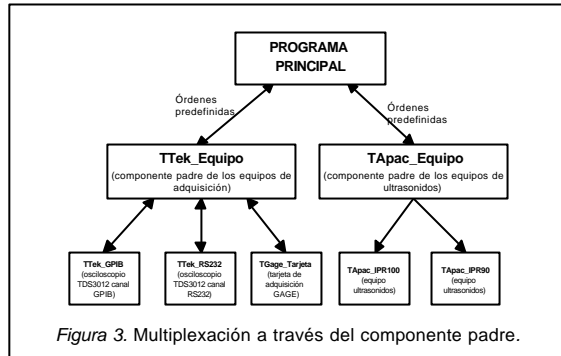 PROGRAMA
PRINCIPAL
Órdenes
predefinidas
Órdenes
predefinidas
TTek_Equipo
(componente padre de los equipos de
adquisición)
TApac_Equipo
(componente padre de los equipos de
ultrasonidos)
TTek_GPIB
(osciloscopio
TDS3012 canal
GPIB)
TTek_RS232
(osciloscopio
TDS3012 canal
RS232)
TGage_Tarjeta
(tarjeta de
adquisición
GAGE)
TApac_IPR100
(equipo
ultrasonidos)
TApac_IPR90
(equipo
ultrasonidos)
Figura 3. Multiplexación a través del componente padre.